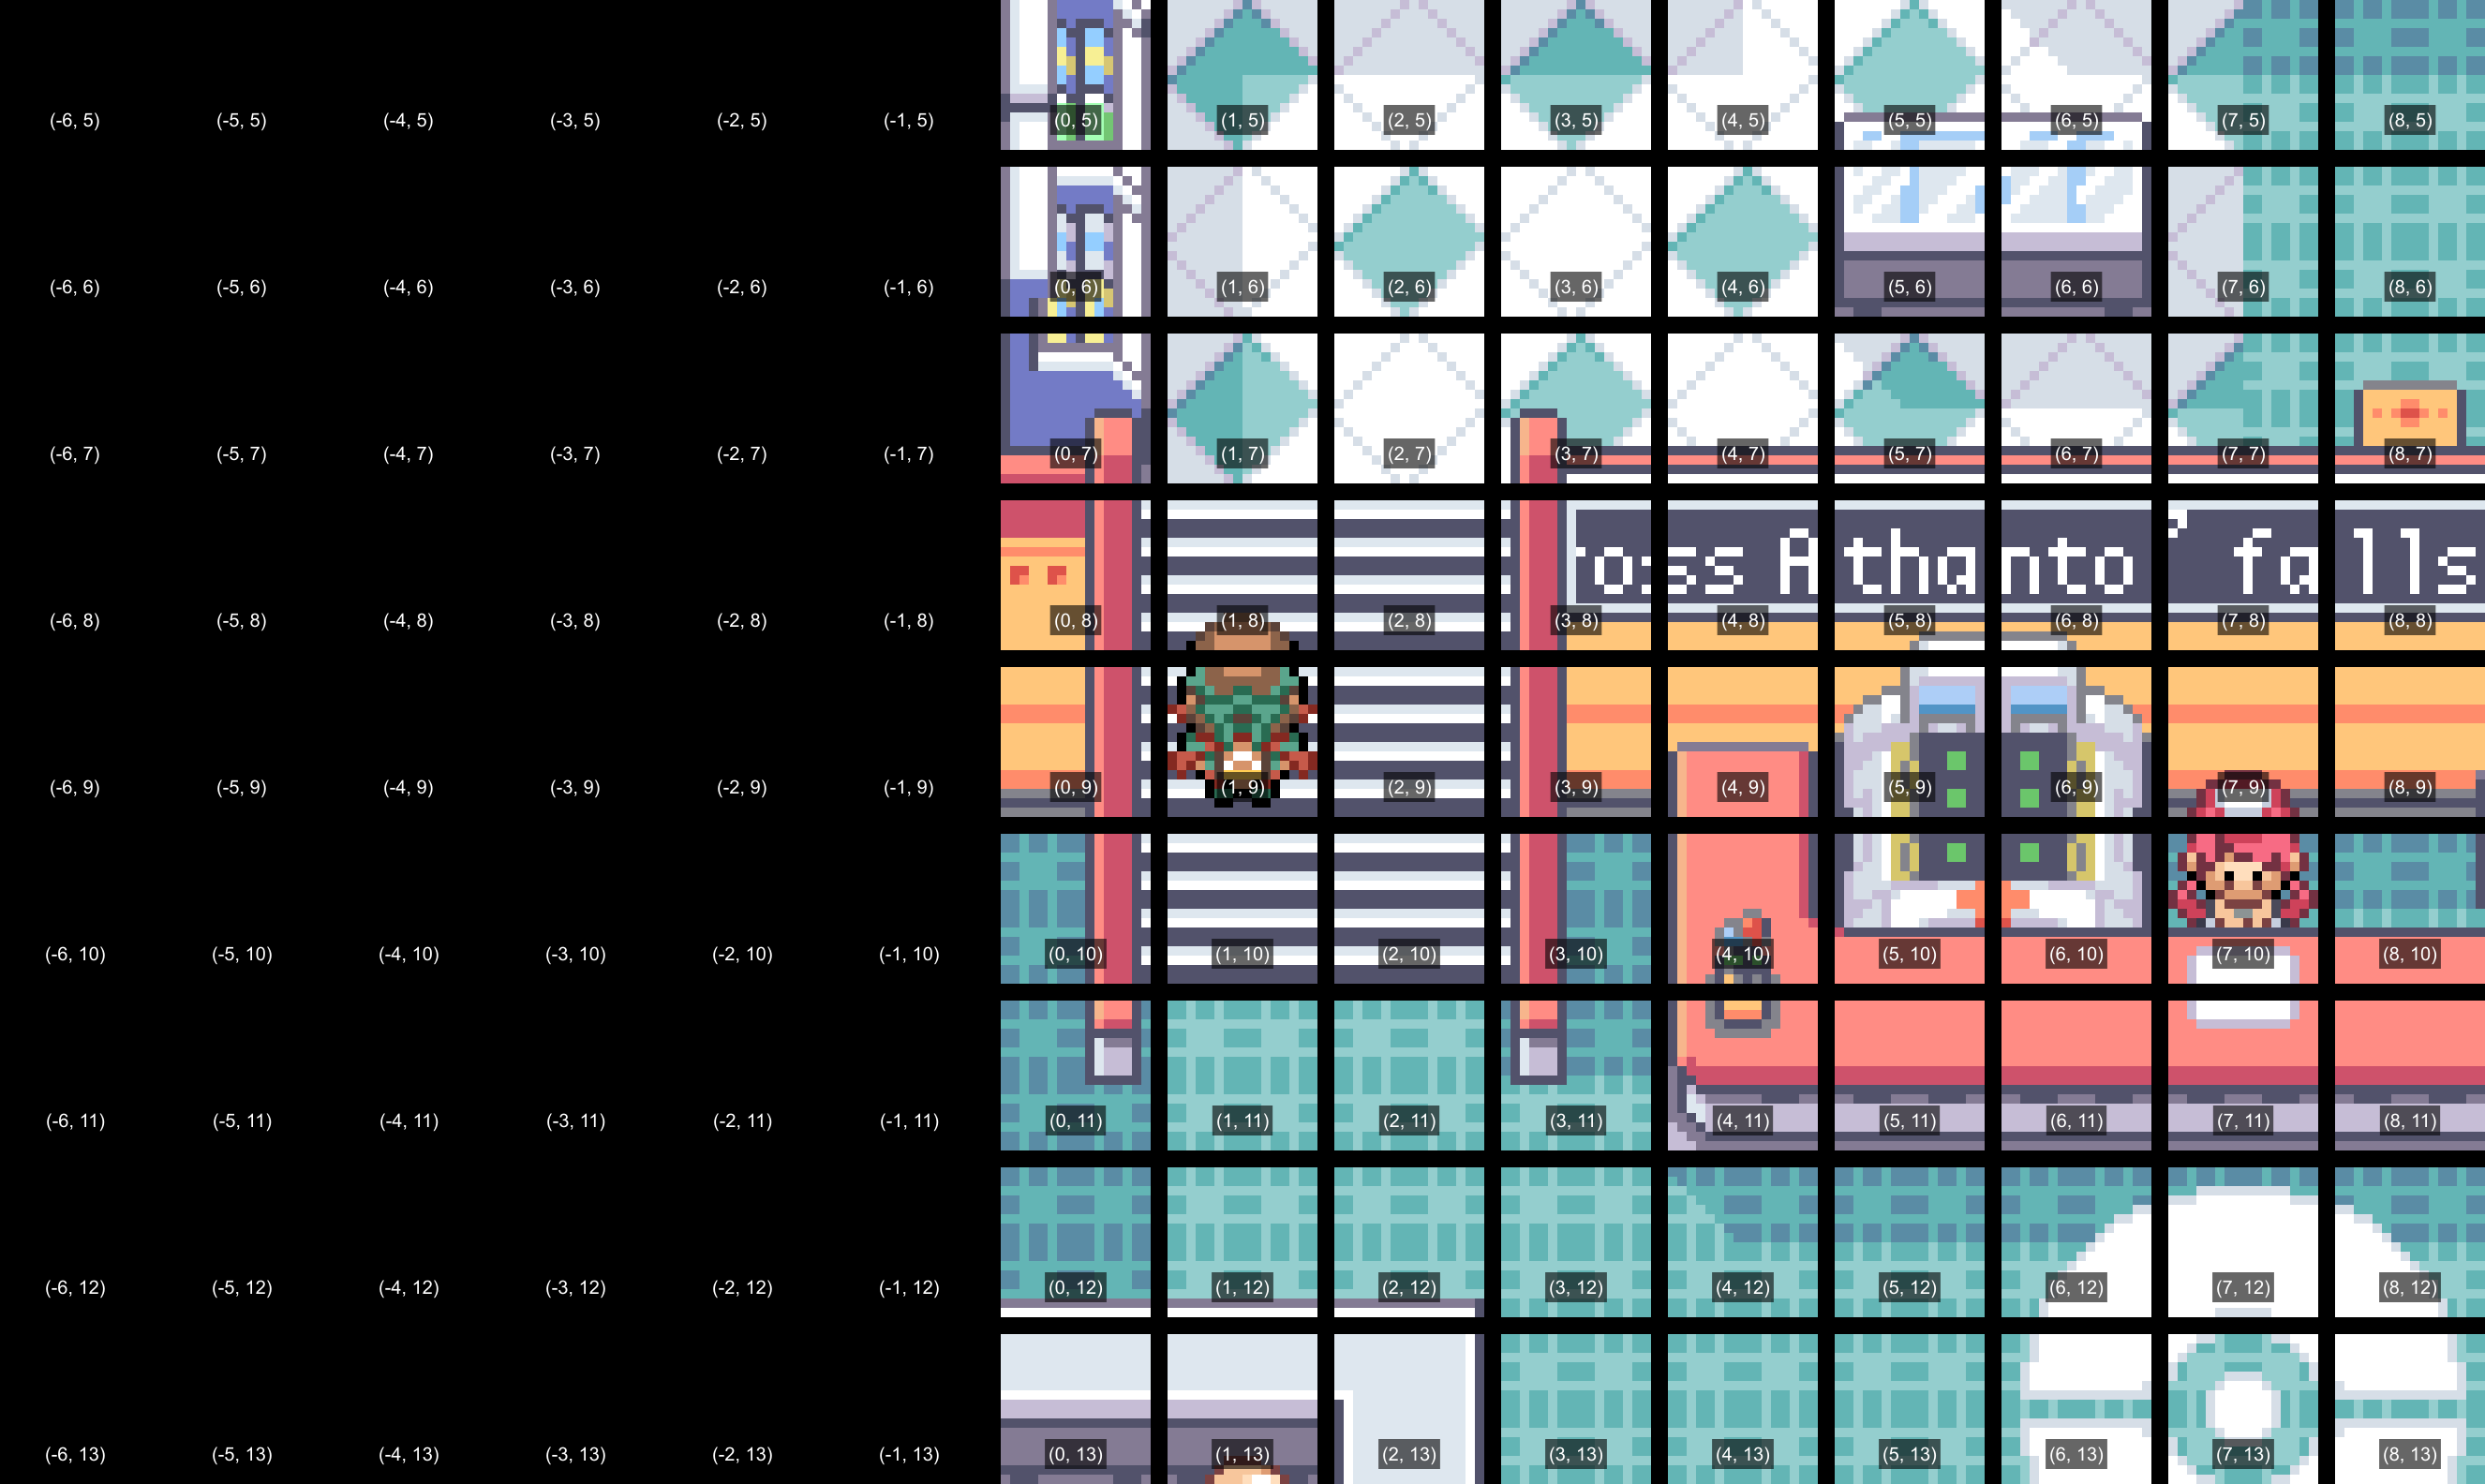 (-6, 5) (-5, 5) (-4, 5) (-3, 5) (-2, 5) (-1, 5) (0, 5) (1, 5) (2, 5) (3, 5) (4, 5) (5, 5) (6, 5) (7, 5) (8, 5)
(-6, 6) (-5, 6) (-4, 6) (-3, 6) (-2, 6) (-1, 6) (0, 6) (1, 6) (2, 6) (3, 6) (4, 6) (5, 6) (6, 6) (7, 6) (8, 6)
(-6, 7) (-5, 7) (-4, 7) (-3, 7) (-2, 7) (-1, 7) (0, 7) (1, 7) (2, 7) (3, 7) (4, 7) (5, 7) (6, 7) (7, 7) (8, 7)
oss Athanto’ falls
(-6, 8) (-5, 8) (-4, 8) (-3, 8) (-2, 8) (-1, 8) (0, 8) (1, 8) (2, 8) (3, 8) (4, 8) (5, 8) (6, 8) (7, 8) (8, 8)
(-6, 9) (-5, 9) (-4, 9) (-3, 9) (-2, 9) (-1, 9) (0, 9) (1, 9) (2, 9) (3, 9) (4, 9) (5, 9) (6, 9) (7, 9) (8, 9)
(-6, 10) (-5, 10) (-4, 10) (-3, 10) (-2, 10) (-1, 10) (0, 10) (1, 10) (2, 10) (3, 10) (4, 10) (5, 10) (6, 10) (7, 10) (8, 10)
(-6, 11) (-5, 11) (-4, 11) (-3, 11) (-2, 11) (-1, 11) (0, 11) (1, 11) (2, 11) (3, 11) (4, 11) (5, 11) (6, 11) (7, 11) (8, 11)
(-6, 12) (-5, 12) (-4, 12) (-3, 12) (-2, 12) (-1, 12) (0, 12) (1, 12) (2, 12) (3, 12) (4, 12) (5, 12) (6, 12) (7, 12) (8, 12)
(-6, 13) (-5, 13) (-4, 13) (-3, 13) (-2, 13) (-1, 13) (0, 13) (1, 13) (2, 13) (3, 13) (4, 13) (5, 13) (6, 13) (7, 13) (8, 13)